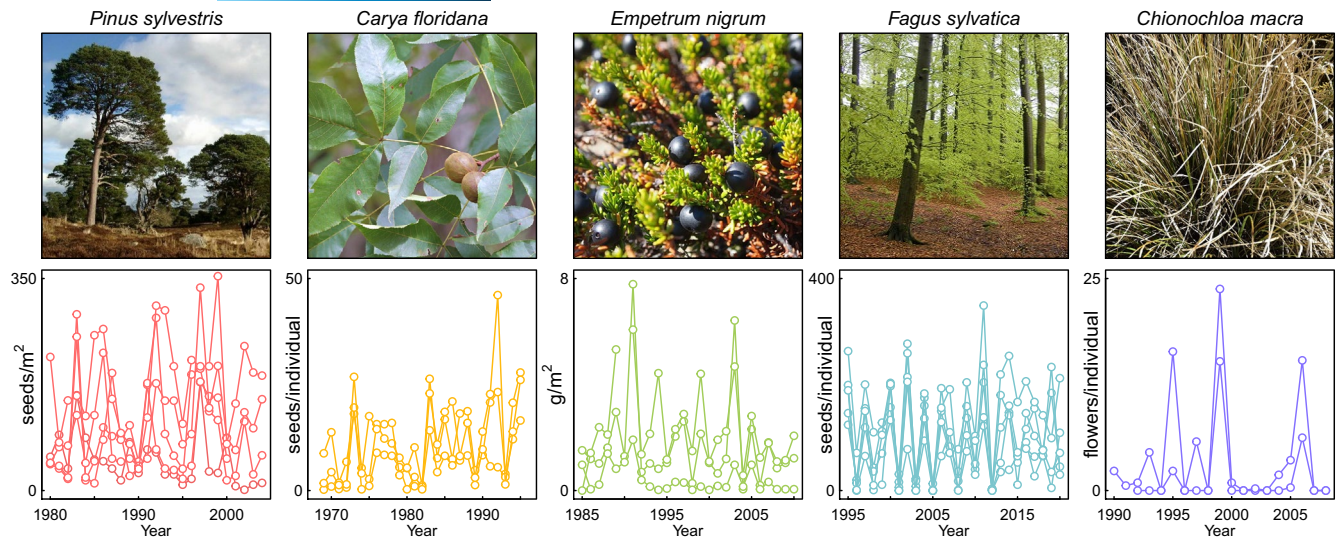 Pinus sylvestris
Carya floridana
Empetrum nigrum
Fagus sylvatica
Chionochloa macra
350
seeds/m²
0
1980
1990
2000
Year
50
seeds/individual
0
1970
1980
1990
Year
8
g/m²
0
1985
1995
2005
Year
400
seeds/individual
0
1995
2005
2015
Year
25
flowers/individual
0
1990
1995
2000
2005
Year